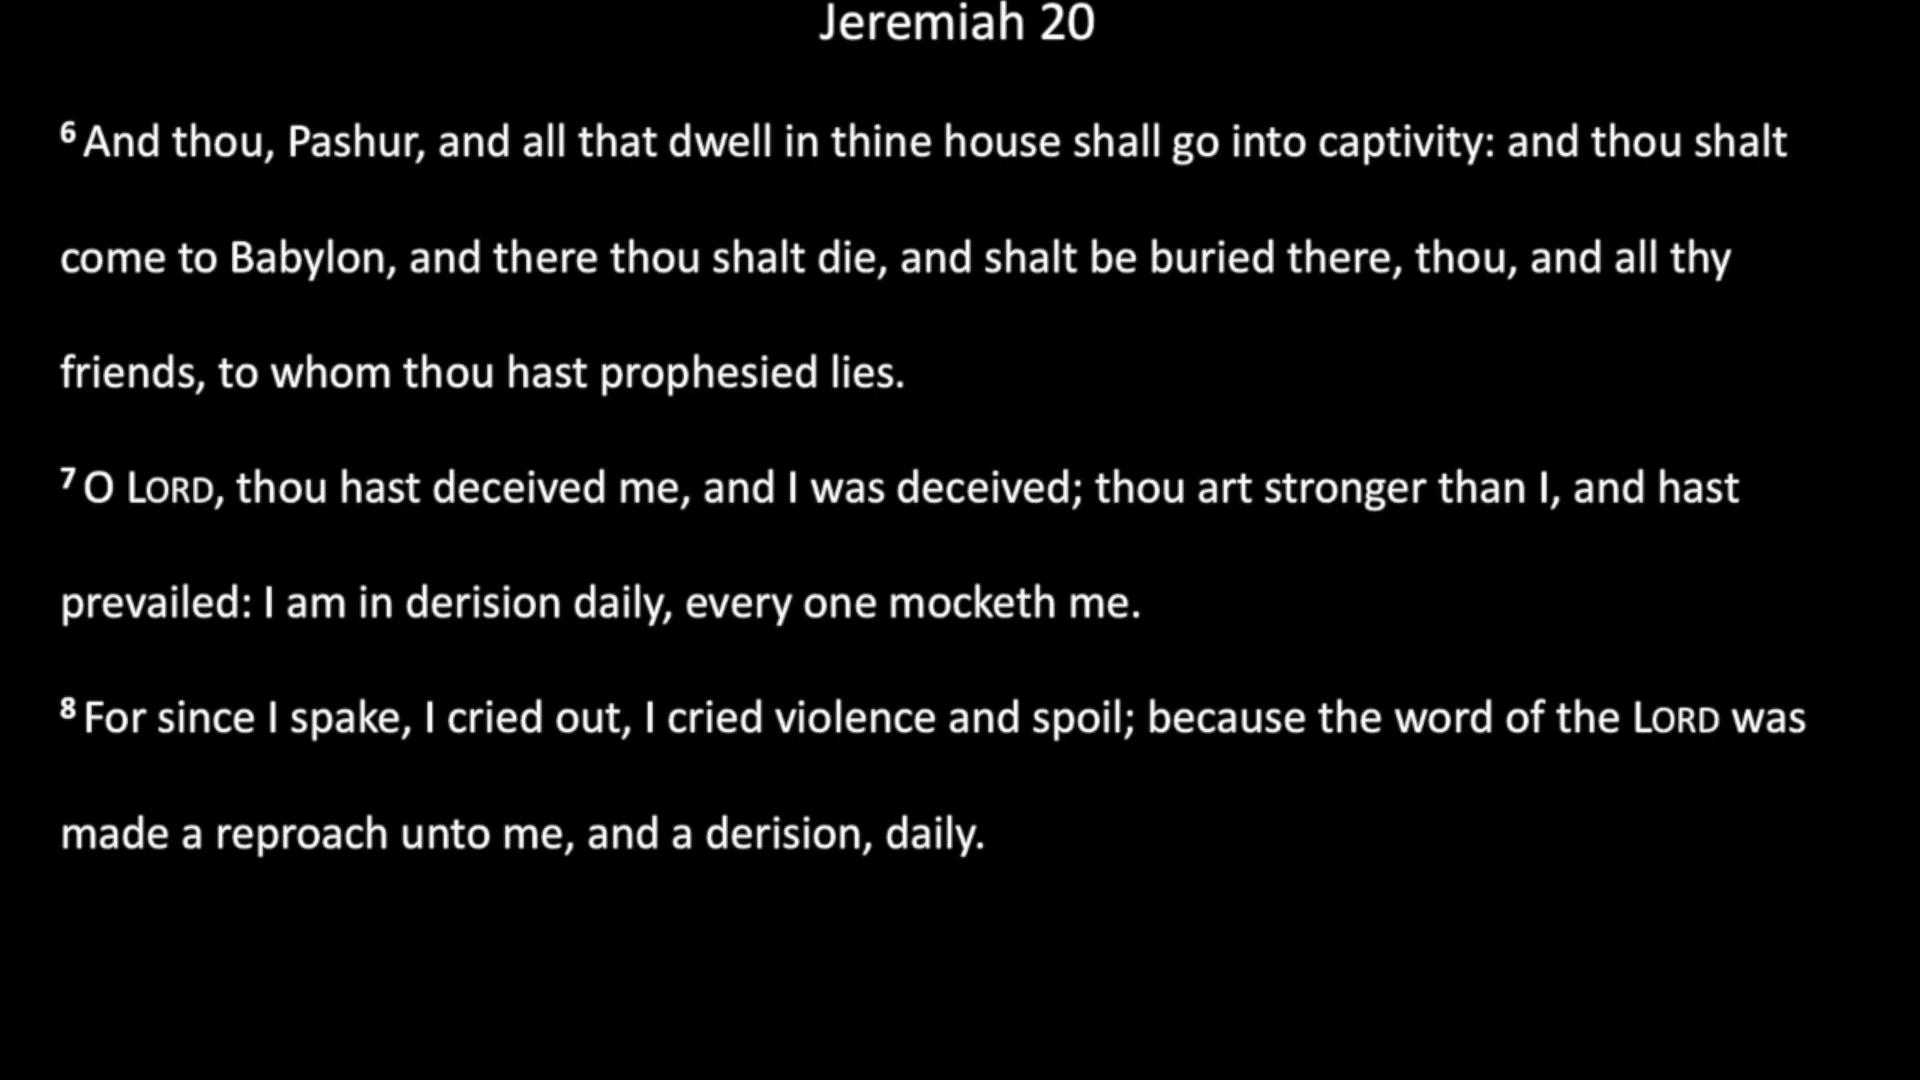 Jeremiah 20
6 And thou, Pashur, and all that dwell in thine house shall go into captivity: and thou shalt
come to Babylon, and there thou shalt die, and shalt be buried there, thou, and all thy
friends, to whom thou hast prophesied lies.
7 O LORD, thou hast deceived me, and I was deceived; thou art stronger than I, and hast
prevailed: I am in derision daily, every one mocketh me.
8 For since I spake, I cried out, I cried violence and spoil; because the word of the LORD was
made a reproach unto me, and a derision, daily.